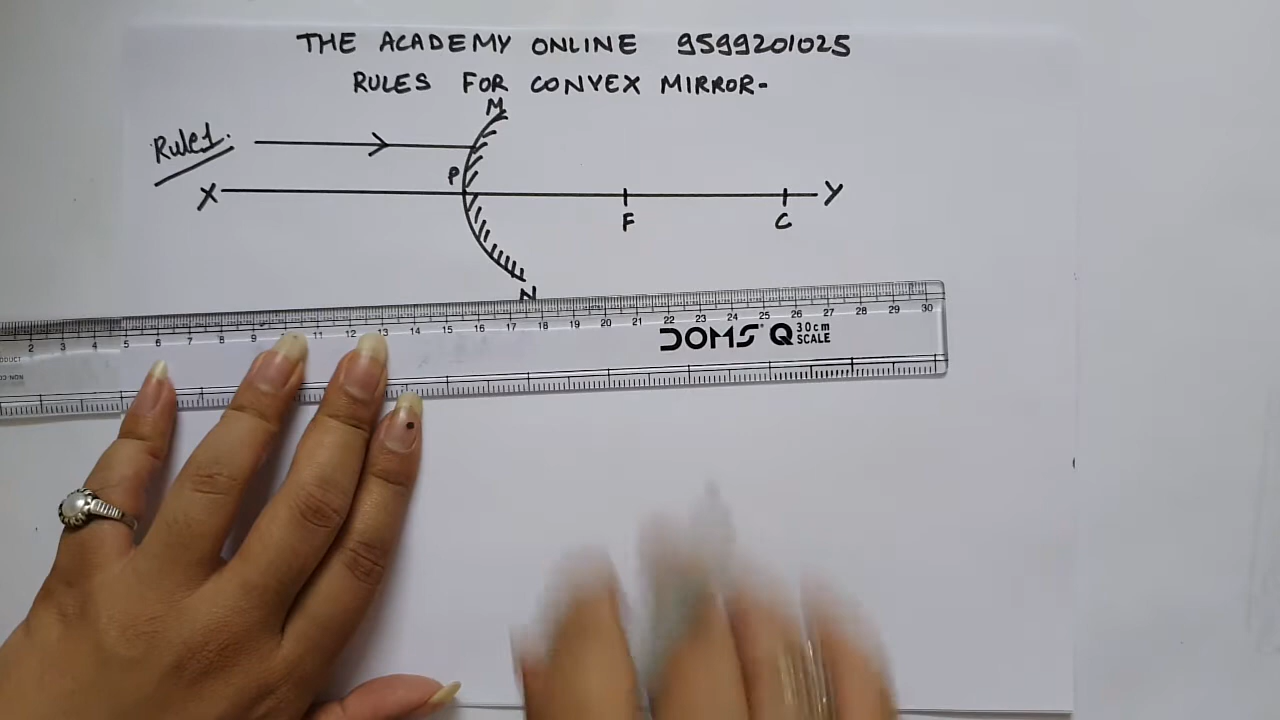 THE ACADEMY ONLINE 9599201025
RULES FOR CONVEX MIRROR-
M
Rule1.
P
X
Y
F
C
N
2 3 4 5 6 7 8 9 11 12 13 14 15 16 17 18 19 20 21 22 23 24 25 26 27 28 29 30
DOMS Q 30cm SCALE